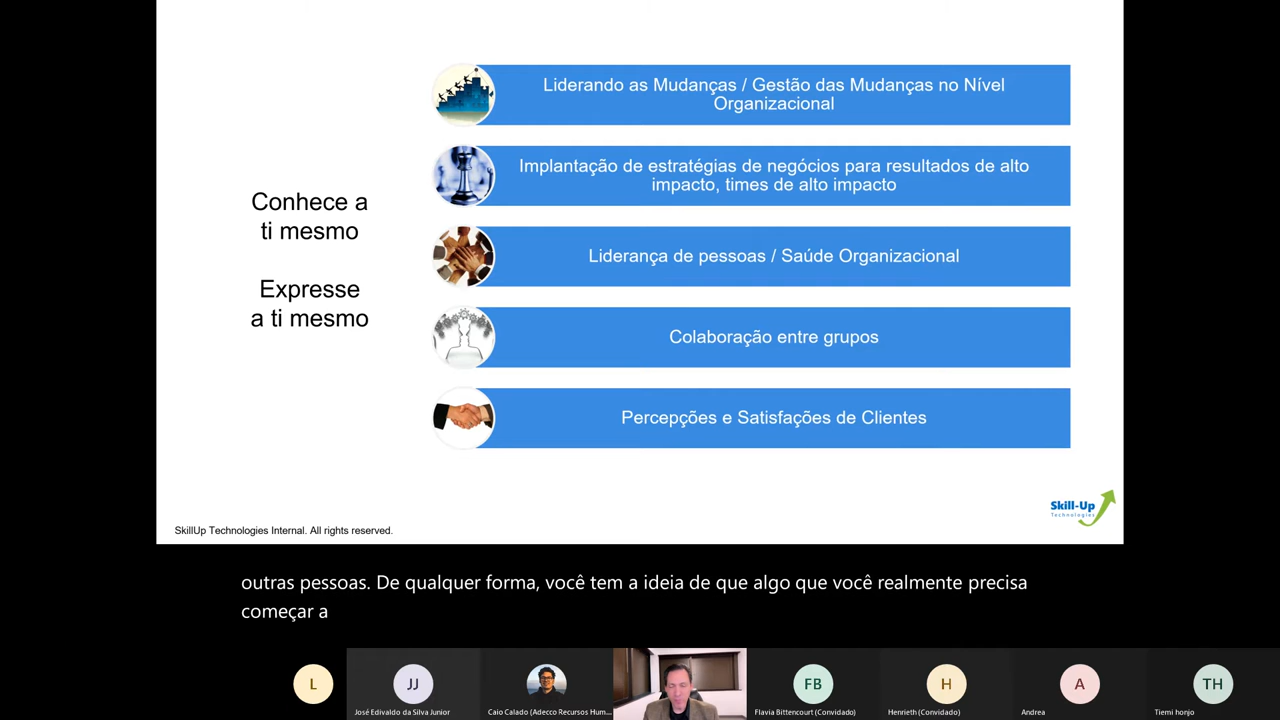 Liderando as Mudanças / Gestão das Mudanças no Nível
Organizacional
Implantação de estratégias de negócios para resultados de alto
impacto, times de alto impacto
Conhece a
ti mesmo
Expresse
a ti mesmo
Liderança de pessoas / Saúde Organizacional
Colaboração entre grupos
Percepções e Satisfações de Clientes
Skill-Up
Technologies
SkillUp Technologies Internal. All rights reserved.
outras pessoas. De qualquer forma, você tem a ideia de que algo que você realmente precisa
começar a
L
JJ
FB
H
A
TH
José Edivaldo da Silva Junior
Caio Calado (Adecco Recursos Hum...
Flavia Bittencourt (Convidado)
Henrieth (Convidado)
Andrea
Tiemi honjo